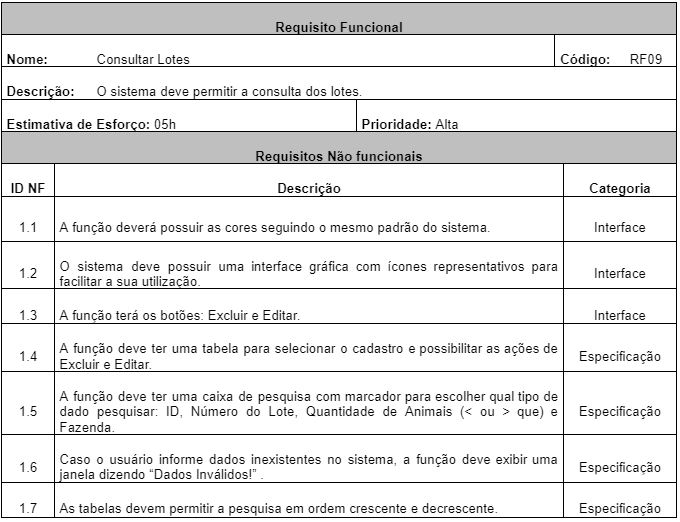 Requisito Funcional
Nome: Consultar Lotes Código: RF09
Descrição: O sistema deve permitir a consulta dos lotes.
Estimativa de Esforço: 05h Prioridade: Alta
Requisitos Não funcionais
ID NF Descrição Categoria
1.1 A função deverá possuir as cores seguindo o mesmo padrão do sistema. Interface
1.2 O sistema deve possuir uma interface gráfica com ícones representativos para
facilitar a sua utilização. Interface
1.3 A função terá os botões: Excluir e Editar. Interface
1.4 A função deve ter uma tabela para selecionar o cadastro e possibilitar as ações de
Excluir e Editar. Especificação
1.5 A função deve ter uma caixa de pesquisa com marcador para escolher qual tipo de
dado pesquisar: ID, Número do Lote, Quantidade de Animais (< ou > que) e
Fazenda. Especificação
1.6 Caso o usuário informe dados inexistentes no sistema, a função deve exibir uma
janela dizendo “Dados Inválidos!” . Especificação
1.7 As tabelas devem permitir a pesquisa em ordem crescente e decrescente. Especificação